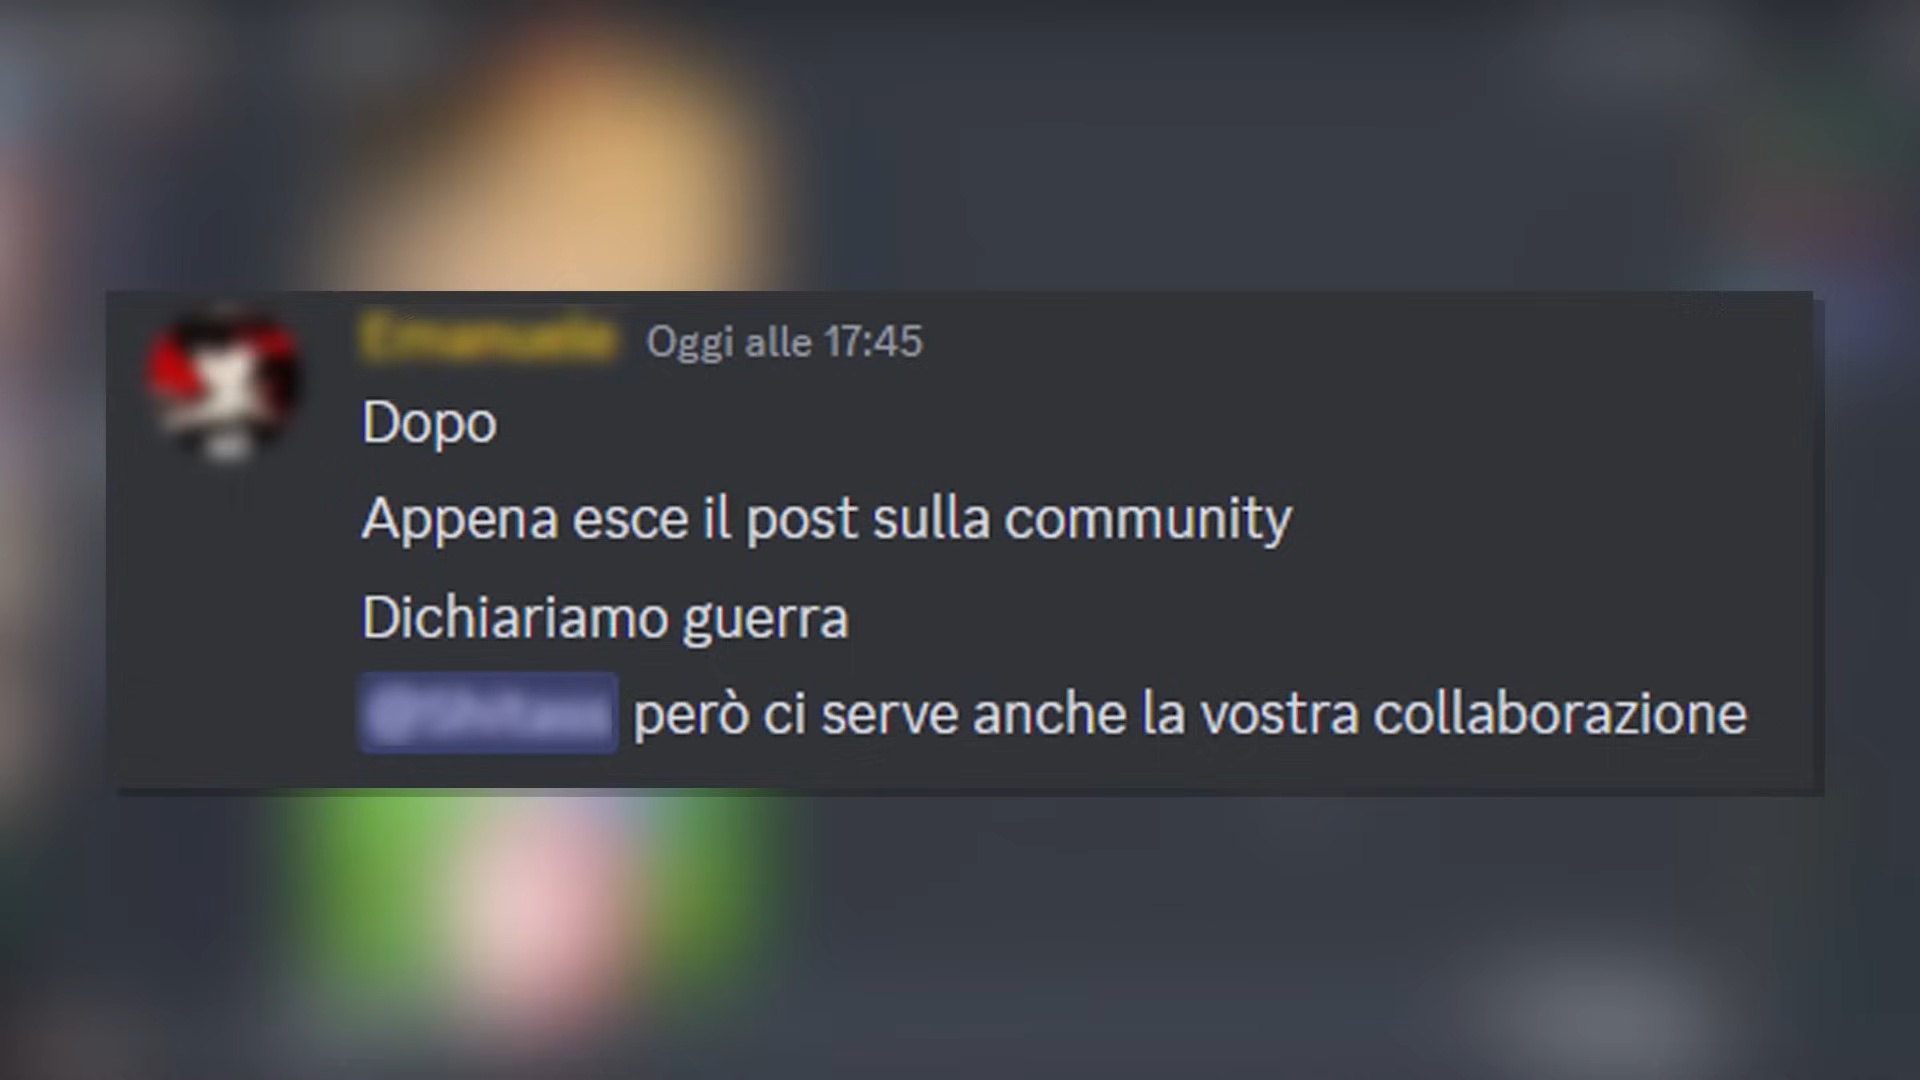 Oggi alle 17:45
Dopo
Appena esce il post sulla community
Dichiariamo guerra
però ci serve anche la vostra collaborazione